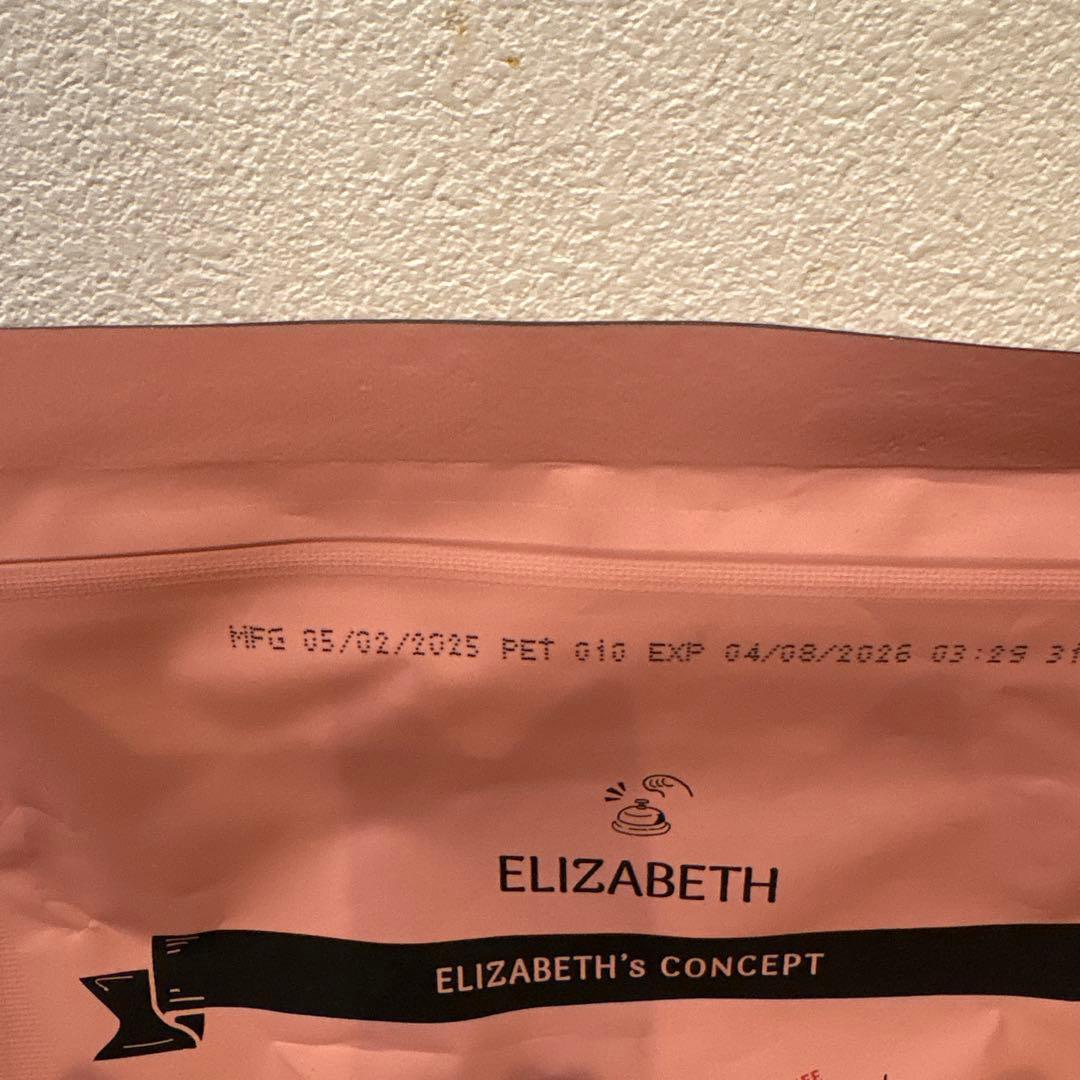 MFG 05/02/2025 PET 010 EXP 04/08/2026 03:29
ELIZABETH
ELIZABETH's CONCEPT